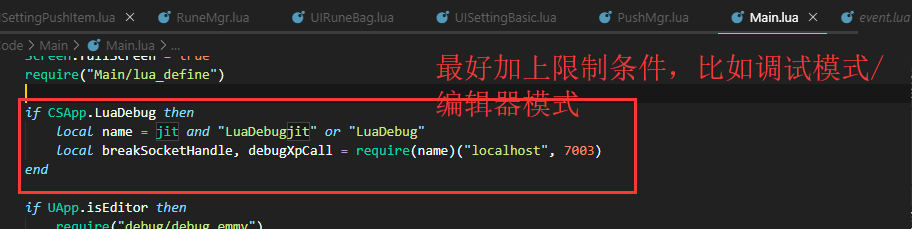 iSettingPushItem.lua RuneMgr.lua UIRuneBag.lua UISettingBasic.lua PushMgr.lua Main.lua event.lua
Code > Main > Main.lua > ...
Screen.fullScreen = true
require("Main/lua_define")
最好加上限制条件，比如调试模式/
编辑器模式
if CSApp.LuaDebug then
local name = jit and "LuaDebugjit" or "LuaDebug"
local breakSocketHandle, debugXpCall = require(name)("localhost", 7003)
end
if UApp.isEditor then
require("debug/debug_emmy")